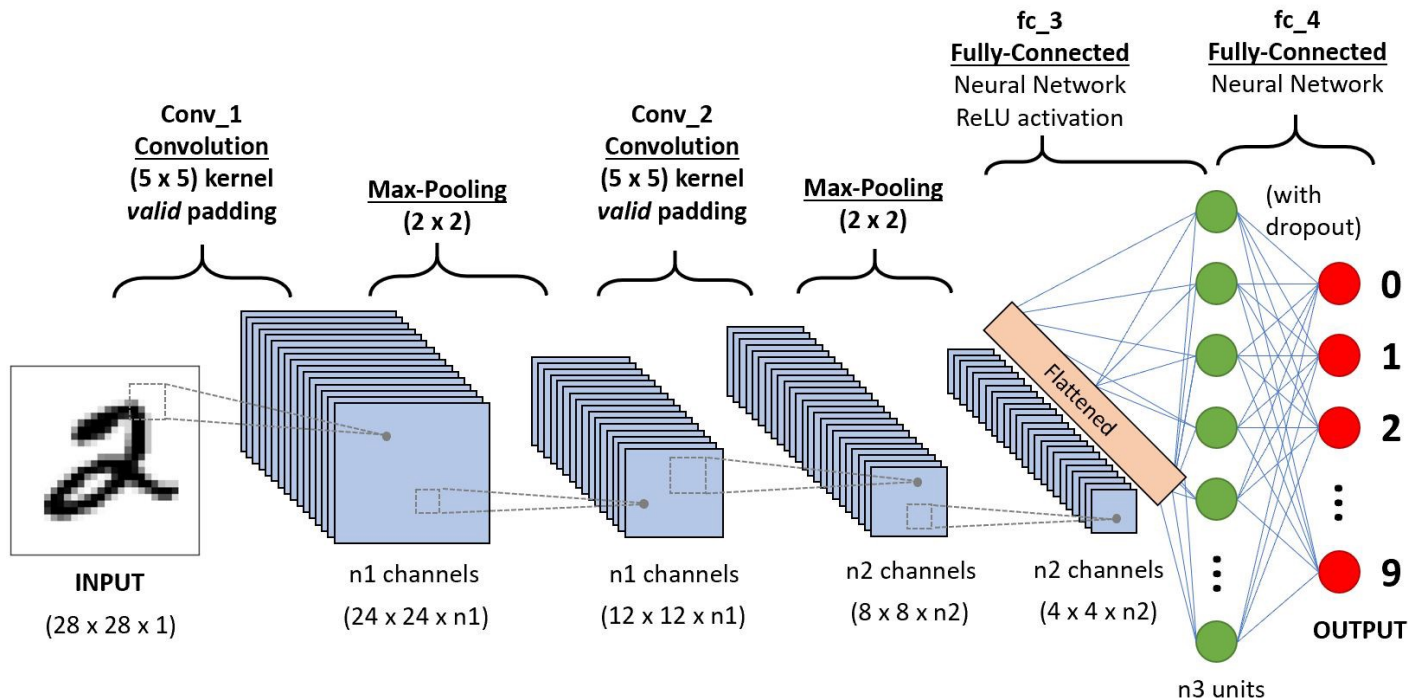 Conv_1
Convolution
(5 x 5) kernel
valid padding
Max-Pooling
(2 x 2)
Conv_2
Convolution
(5 x 5) kernel
valid padding
Max-Pooling
(2 x 2)
fc_3
Fully-Connected
Neural Network
ReLU activation
fc_4
Fully-Connected
Neural Network
(with
dropout)
Flattened
0
1
2
9
OUTPUT
2
INPUT
(28 x 28 x 1)
n1 channels
(24 x 24 x n1)
n1 channels
(12 x 12 x n1)
n2 channels
(8 x 8 x n2)
n2 channels
(4 x 4 x n2)
n3 units